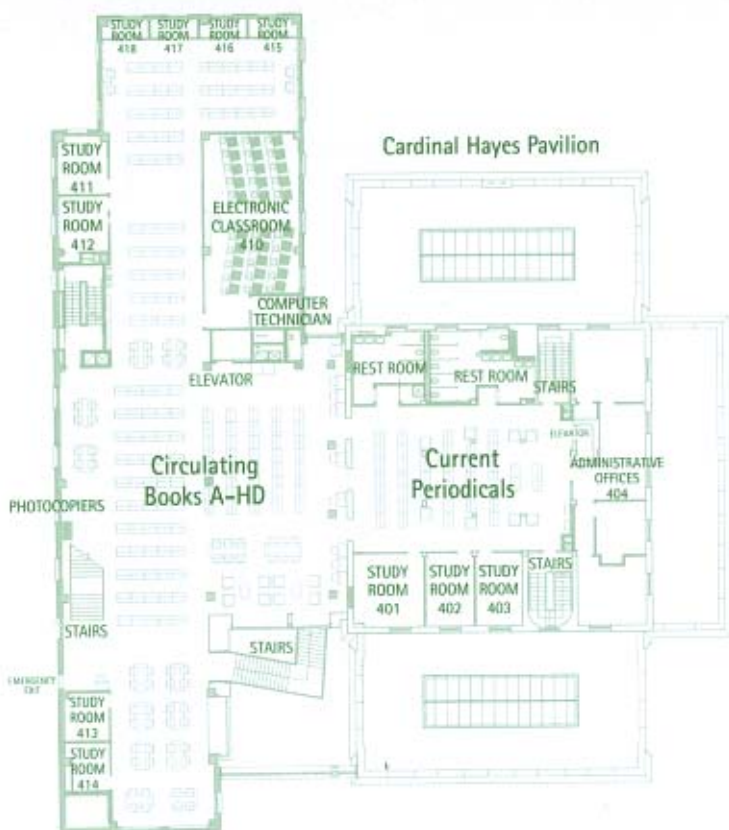 STUDY
ROOM
418
STUDY
ROOM
417
STUDY
ROOM
416
STUDY
ROOM
415
Cardinal Hayes Pavilion
STUDY
ROOM
411
STUDY
ROOM
412
ELECTRONIC
CLASSROOM
410
COMPUTER
TECHNICIAN
ELEVATOR
REST ROOM
REST ROOM
STAIRS
ELEVATOR
ADMINISTRATIVE
OFFICES
404
Circulating
Books A-HD
Current
Periodicals
PHOTOCOPIERS
STAIRS
STUDY
ROOM
401
STUDY
ROOM
402
STUDY
ROOM
403
STAIRS
STAIRS
EMERGENCY
EXIT
STUDY
ROOM
413
STUDY
ROOM
414